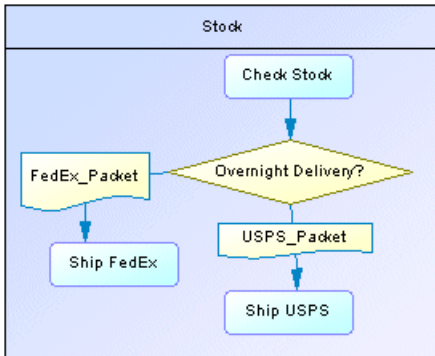 Stock
Check Stock
Overnight Delivery?
FedEx_Packet
USPS_Packet
Ship FedEx
Ship USPS